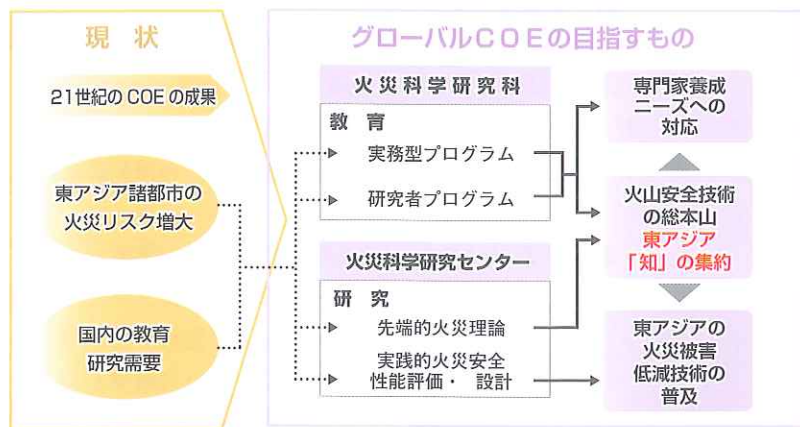 現 状
21世紀の COE の成果
東アジア諸都市の
火災リスク増大
国内の教育
研究需要
グローバルCOEの目指すもの
火災科学研究科
教 育
実務型プログラム
研究者プログラム
火災科学研究センター
研 究
先端的火災理論
実践的火災安全
性能評価・ 設計
専門家養成
ニーズへの
対応
火山安全技術
の総本山
東アジア
「知」の集約
東アジアの
火災被害
低減技術の
普及